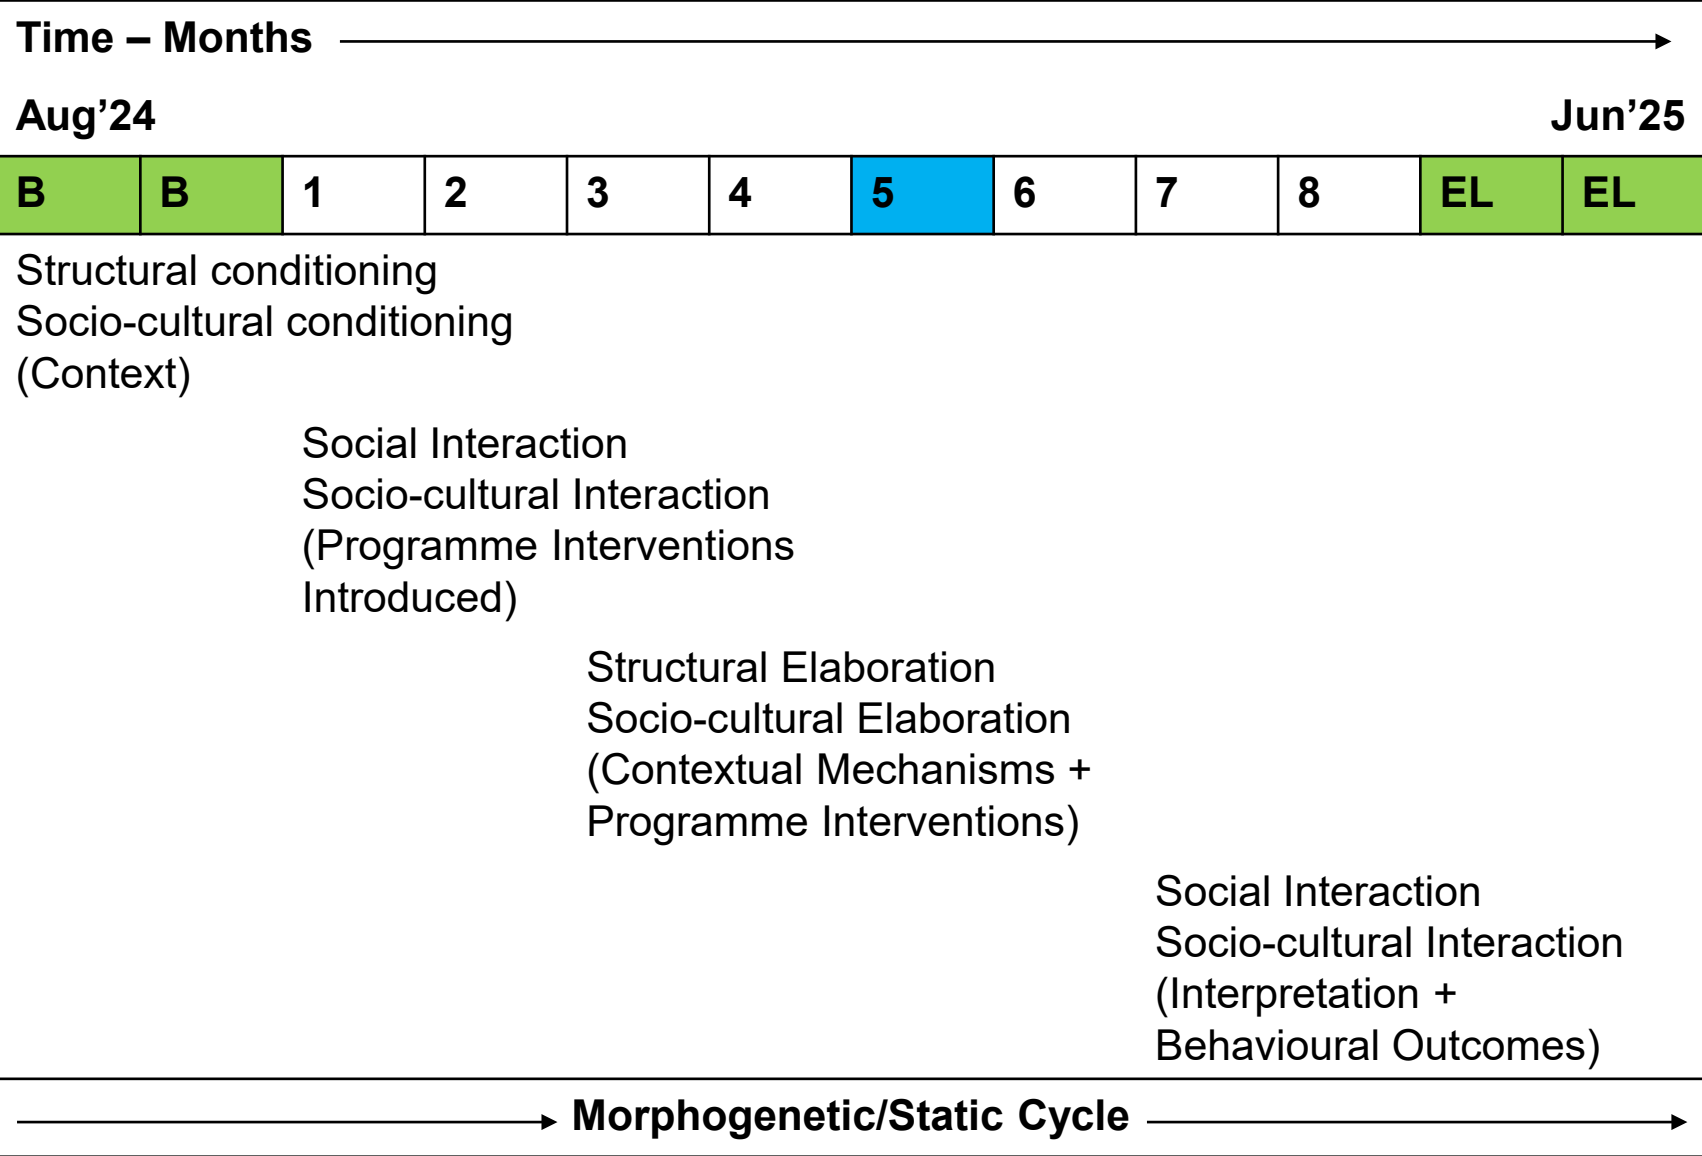 Time – Months
Aug’24 Jun’25
B B 1 2 3 4 5 6 7 8 EL EL
Structural conditioning
Socio-cultural conditioning
(Context)
Social Interaction
Socio-cultural Interaction
(Programme Interventions
Introduced)
Structural Elaboration
Socio-cultural Elaboration
(Contextual Mechanisms +
Programme Interventions)
Social Interaction
Socio-cultural Interaction
(Interpretation +
Behavioural Outcomes)
Morphogenetic/Static Cycle